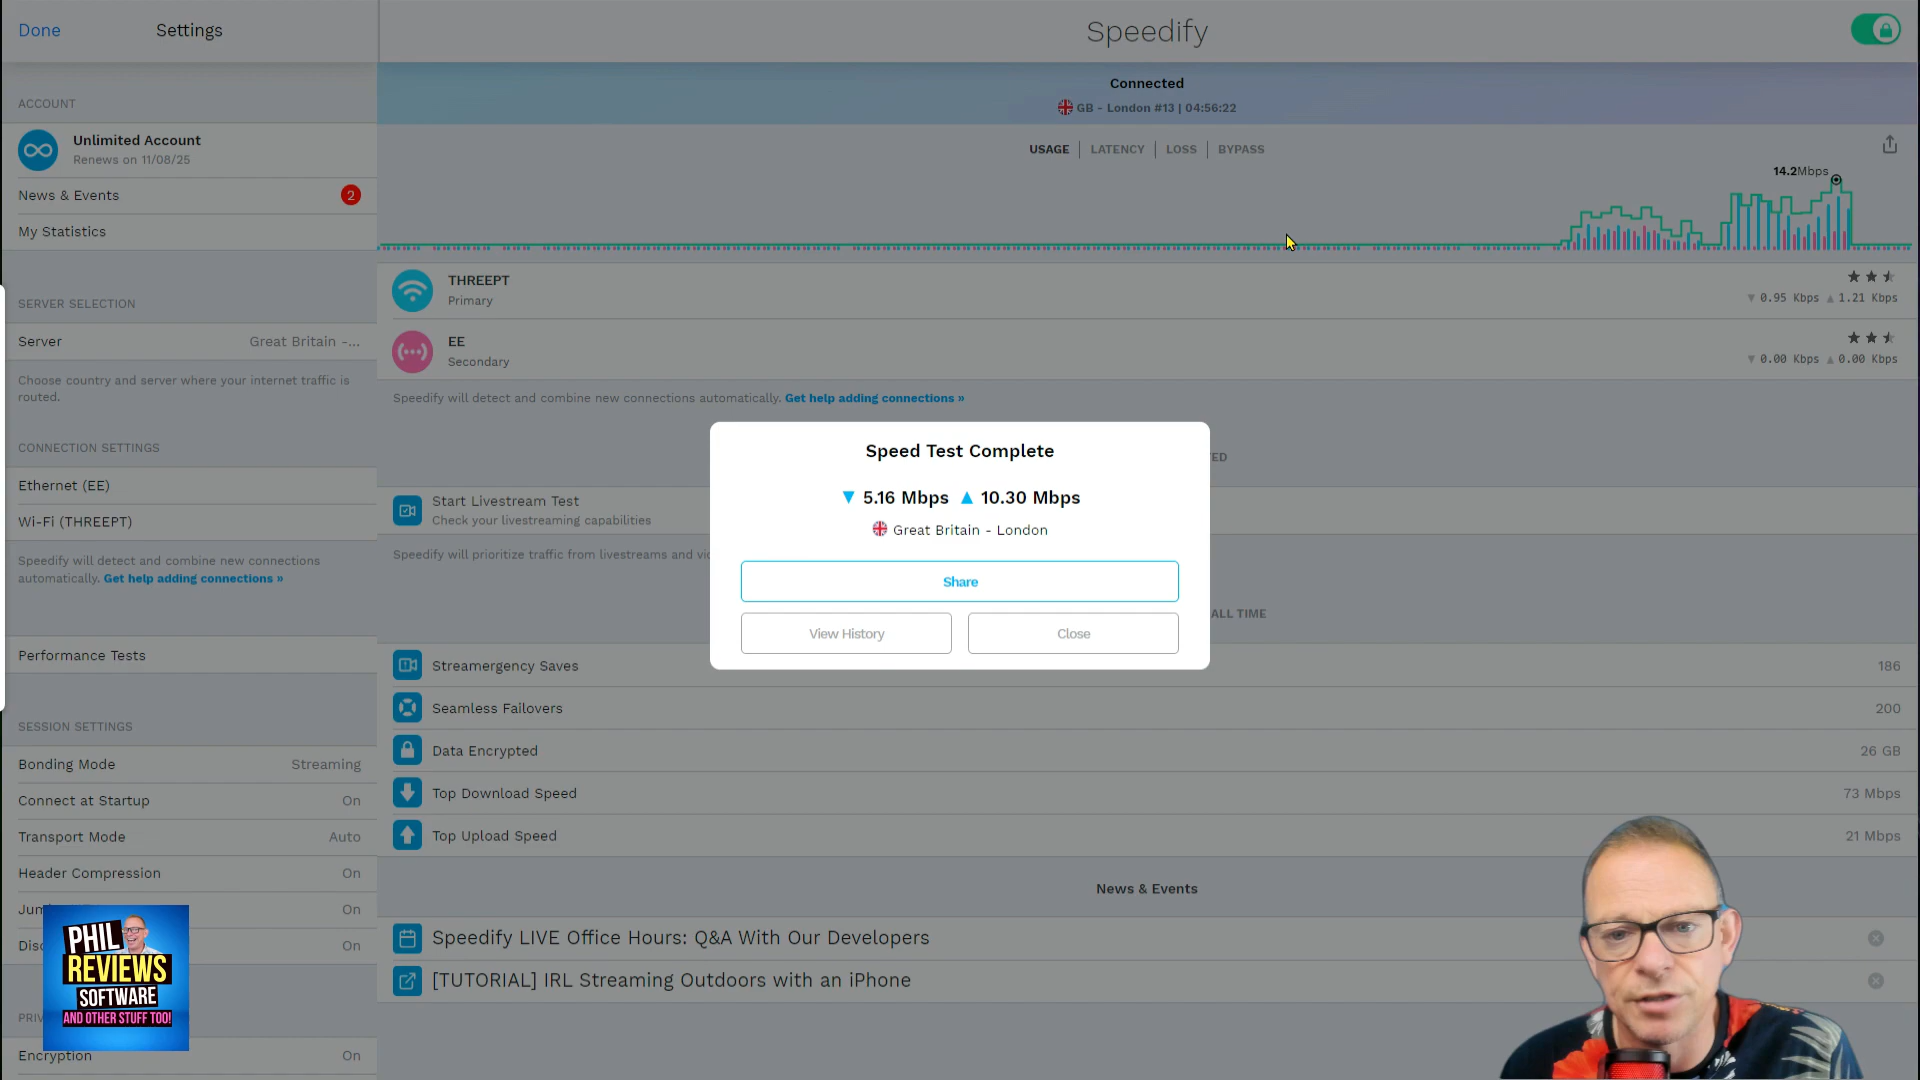 Done
Settings
Speedify
ACCOUNT
Unlimited Account
Renews on 11/08/25
News & Events
2
My Statistics
SERVER SELECTION
Server
Great Britain -...
Choose country and server where your internet traffic is
routed.
CONNECTION SETTINGS
Ethernet (EE)
Wi-Fi (THREEPT)
Speedify will detect and combine new connections
automatically. Get help adding connections »
Performance Tests
SESSION SETTINGS
Bonding Mode
Streaming
Connect at Startup
On
Transport Mode
Auto
Header Compression
On
On
On
Encryption
On
PHIL
REVIEWS
SOFTWARE
AND OTHER STUFF TOO!
Connected
GB - London #13 | 04:56:22
USAGE | LATENCY | LOSS | BYPASS
14.2Mbps
THREEPT
Primary
▼ 0.95 Kbps ▲ 1.21 Kbps
EE
Secondary
▼ 0.00 Kbps ▲ 0.00 Kbps
Speedify will detect and combine new connections automatically. Get help adding connections »
Start Livestream Test
Check your livestreaming capabilities
Speedify will prioritize traffic from livestreams and
Speed Test Complete
▼ 5.16 Mbps ▲ 10.30 Mbps
Great Britain - London
Share
View History
Close
ALL TIME
Streamergency Saves
186
Seamless Failovers
200
Data Encrypted
26 GB
Top Download Speed
73 Mbps
Top Upload Speed
21 Mbps
News & Events
Speedify LIVE Office Hours: Q&A With Our Developers
[TUTORIAL] IRL Streaming Outdoors with an iPhone